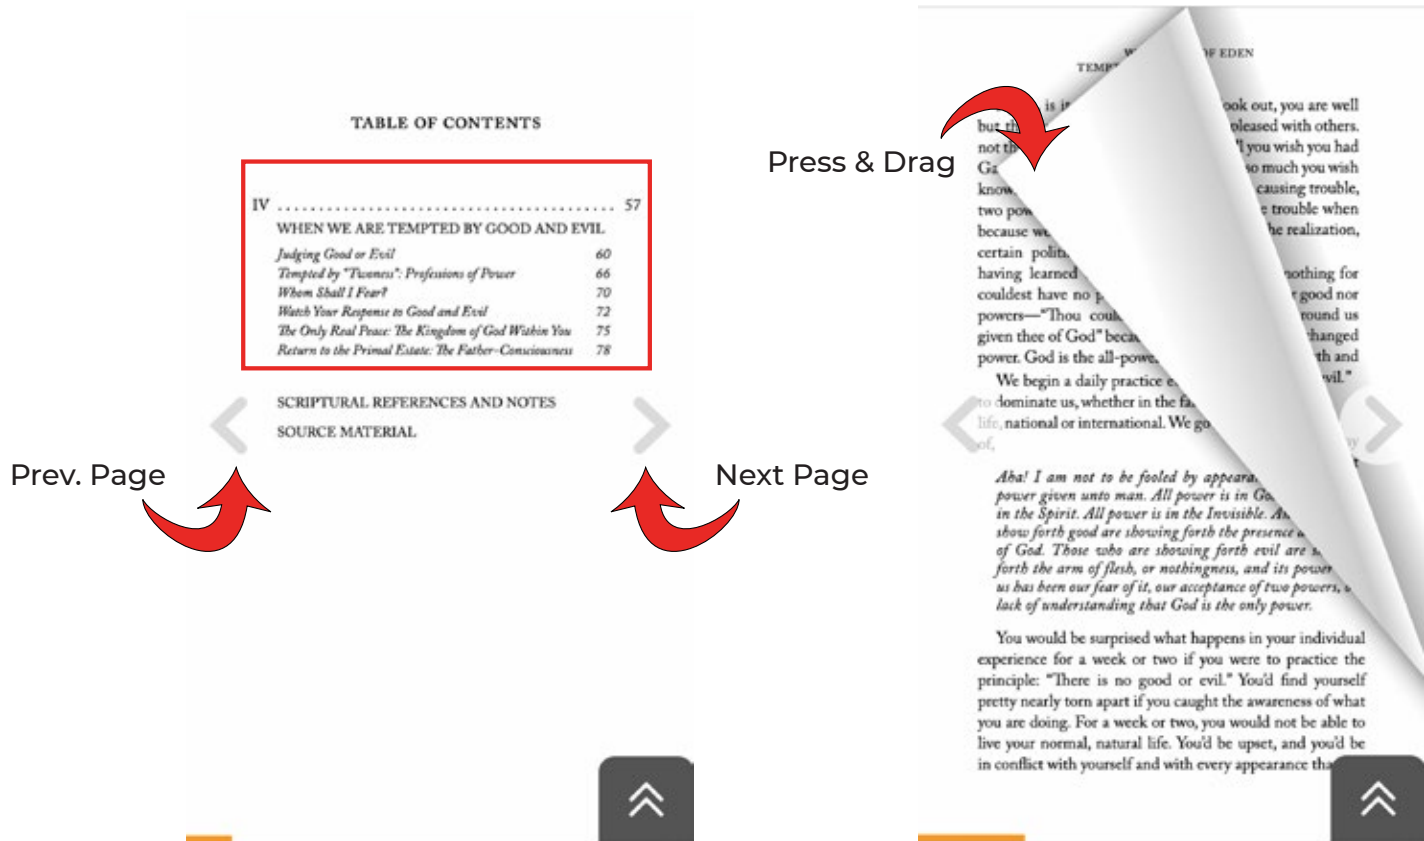 TABLE OF CONTENTS
IV ........................................ 57
WHEN WE ARE TEMPTED BY GOOD AND EVIL
Judging Good or Evil 60
Tempted by "Twoness": Professions of Power 66
Whom Shall I Fear? 70
Watch Your Response to Good and Evil 72
The Only Real Peace: The Kingdom of God Within You 75
Return to the Primal Estate: The Father-Consciousness 78
SCRIPTURAL REFERENCES AND NOTES
SOURCE MATERIAL
Prev. Page
Next Page
Press & Drag
OF EDEN
is
ook out, you are well
but
pleased with others.
not
you wish you had
so much you wish
causing trouble,
two
trouble when
because
realization,
certain
having learned
nothing for
couldest have no
good nor
powers—"Thou
round us
given thee of God"
changed
power. God is the
and
We begin a daily practice
evil."
to dominate us, whether in the
life, national or international. We go
of,
Aha! I am not to be fooled by
power given unto man. All power is in
in the Spirit. All power is in the Invisible.
show forth good are showing forth the presence
of God. Those who are showing forth evil are
forth the arm of flesh, or nothingness, and its power
us has been our fear of it, our acceptance of two powers,
lack of understanding that God is the only power.
You would be surprised what happens in your individual
experience for a week or two if you were to practice the
principle: "There is no good or evil." You'd find yourself
pretty nearly torn apart if you caught the awareness of what
you are doing. For a week or two, you would not be able to
live your normal, natural life. You'd be upset, and you'd be
in conflict with yourself and with every appearance